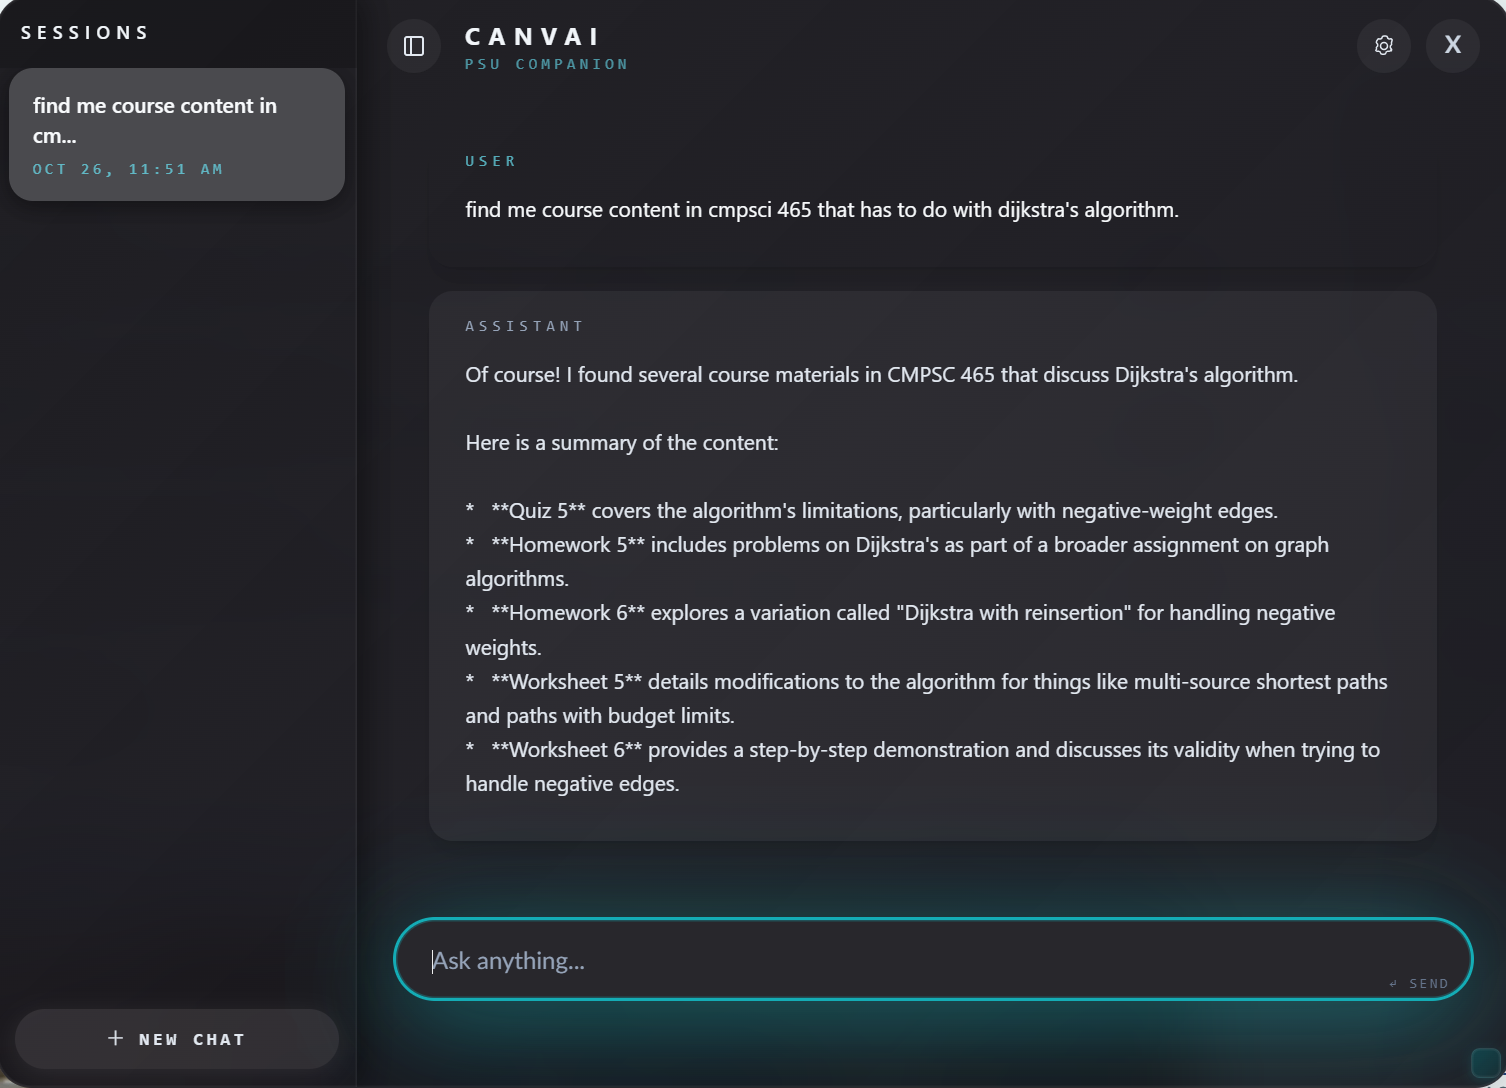 SESSIONS
find me course content in
cm...
OCT 26, 11:51 AM
+ NEW CHAT
CANVAI
PSU COMPANION
X
USER
find me course content in cmpsci 465 that has to do with dijkstra's algorithm.
ASSISTANT
Of course! I found several course materials in CMPSC 465 that discuss Dijkstra's algorithm.
Here is a summary of the content:
*   **Quiz 5** covers the algorithm's limitations, particularly with negative-weight edges.
*   **Homework 5** includes problems on Dijkstra's as part of a broader assignment on graph
algorithms.
*   **Homework 6** explores a variation called "Dijkstra with reinsertion" for handling negative
weights.
*   **Worksheet 5** details modifications to the algorithm for things like multi-source shortest paths
and paths with budget limits.
*   **Worksheet 6** provides a step-by-step demonstration and discusses its validity when trying to
handle negative edges.
Ask anything...
↵ SEND